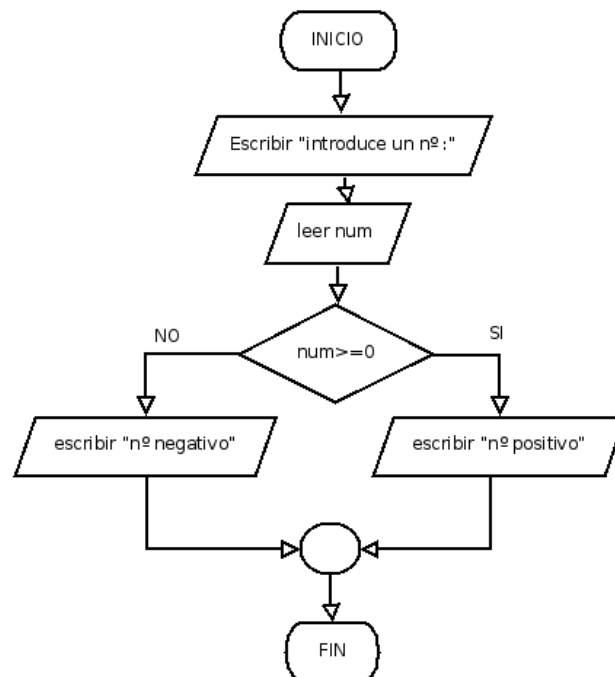 INICIO
Escribir "introduce un nº:"
leer num
NO
SI
num>=0
escribir "nº negativo"
escribir "nº positivo"
FIN